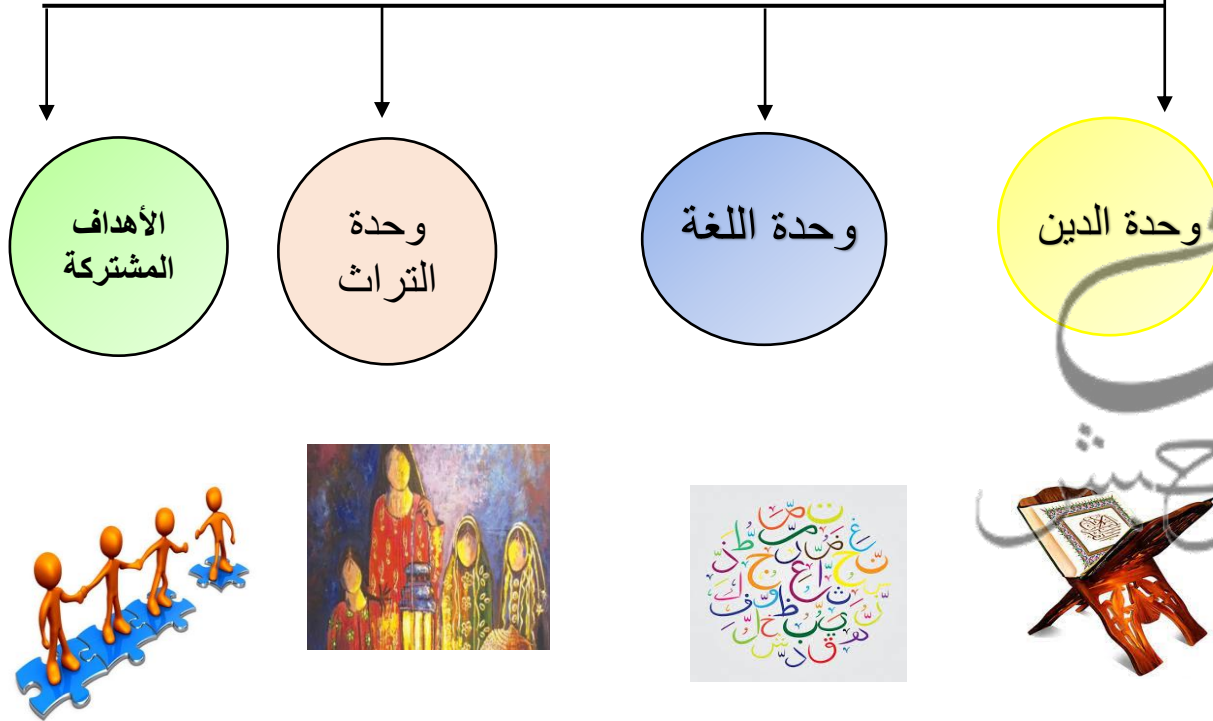 وحدة الدين
وحدة اللغة
وحدة
التراث
الأهداف
المشتركة